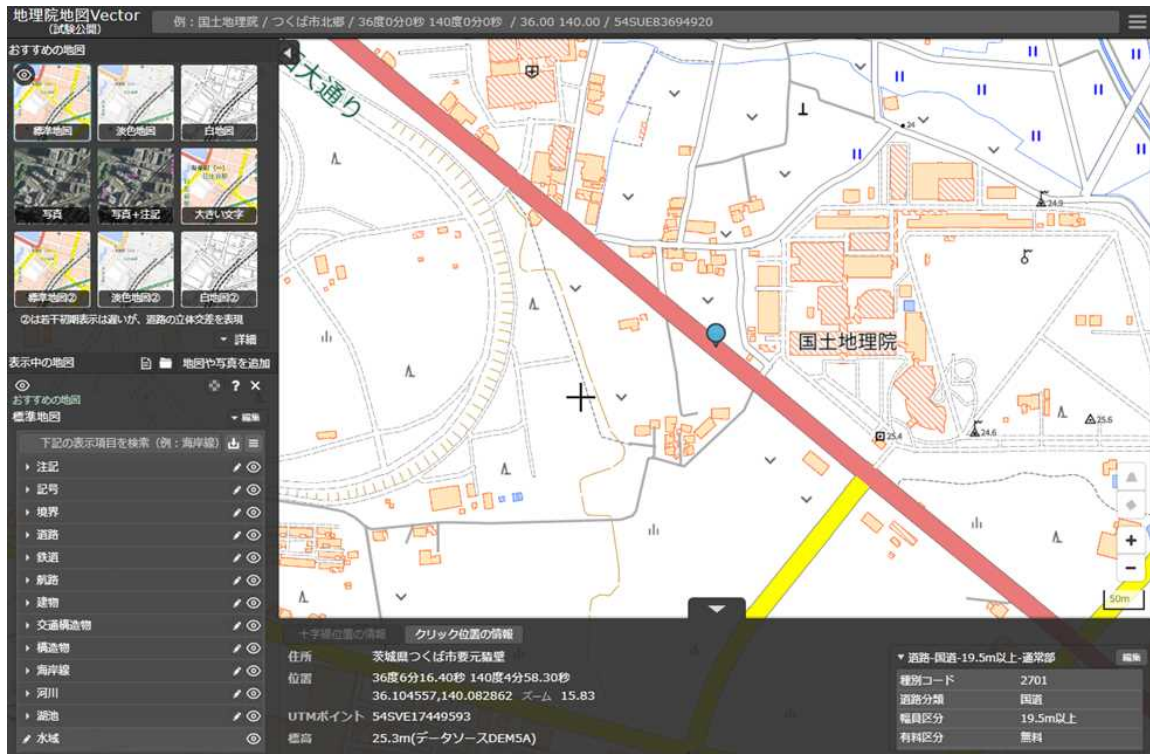 地理院地図Vector
(試験公開)
例：国土地理院 / つくば市北郷 / 36度0分0秒 140度0分0秒 / 36.00 140.00 / 54SUE83694920
おすすめの地図
標準地図
淡色地図
白地図
写真
写真+注記
大きい文字
標準地図②
淡色地図②
白地図②
②は若干初期表示は遅いが、道路の立体交差を表現
詳細
表示中の地図
地図や写真を追加
おすすめの地図
標準地図
編集
下記の表示項目を検索（例：海岸線）
注記
記号
境界
道路
鉄道
航路
建物
交通構造物
構造物
海岸線
河川
湖池
水域
西大通り
国土地理院
24
24.9
25.4
24.6
25.6
50m
十字線位置の情報
クリック位置の情報
住所 茨城県つくば市要元猿壁
位置 36度6分16.40秒 140度4分58.30秒
36.104557,140.082862 ズーム 15.83
UTMポイント 54SVE17449593
標高 25.3m(データソースDEM5A)
道路-国道-19.5m以上-通常部
編集
種別コード 2701
道路分類 国道
幅員区分 19.5m以上
有料区分 無料